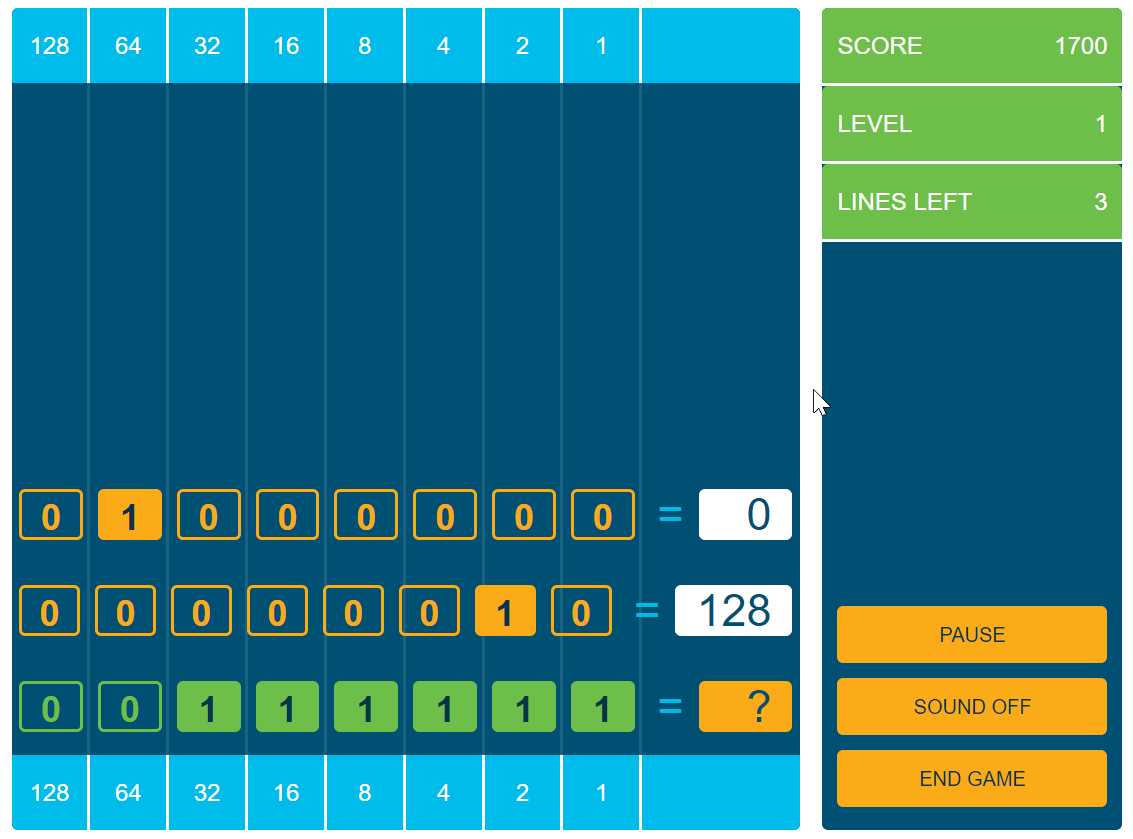 128 64 32 16 8 4 2 1
SCORE 1700
LEVEL 1
LINES LEFT 3
0 1 0 0 0 0 0 0 = 0
0 0 0 0 0 0 1 0 = 128
0 0 1 1 1 1 1 1 = ?
PAUSE
SOUND OFF
END GAME
128 64 32 16 8 4 2 1